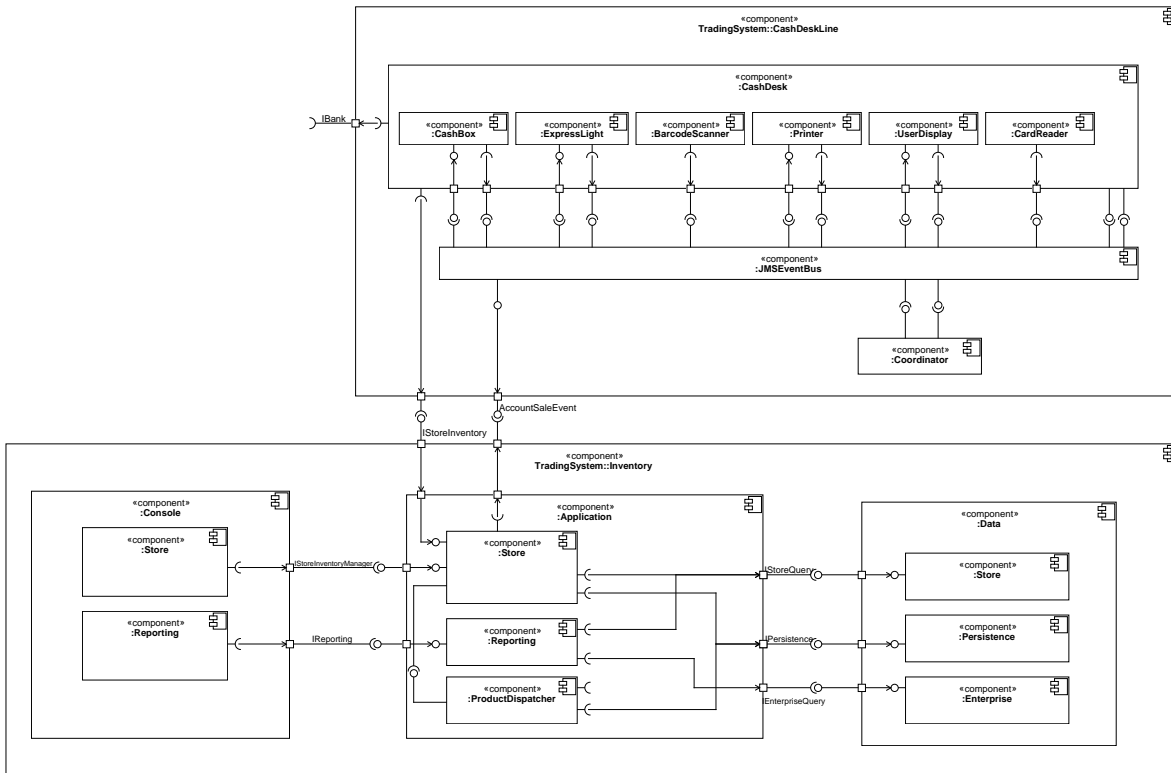 «component»
TradingSystem::CashDeskLine
«component»
:CashDesk
IBank
«component»
:CashBox
«component»
:ExpressLight
«component»
:BarcodeScanner
«component»
:Printer
«component»
:UserDisplay
«component»
:CardReader
«component»
:JMSEventBus
«component»
:Coordinator
AccountSaleEvent
IStoreInventory
«component»
TradingSystem::Inventory
«component»
:Console
«component»
:Store
«component»
:Reporting
IStoreInventoryManager
IReporting
«component»
:Application
«component»
:Store
«component»
:Reporting
«component»
:ProductDispatcher
IStoreQuery
IPersistence
IEnterpriseQuery
«component»
:Data
«component»
:Store
«component»
:Persistence
«component»
:Enterprise